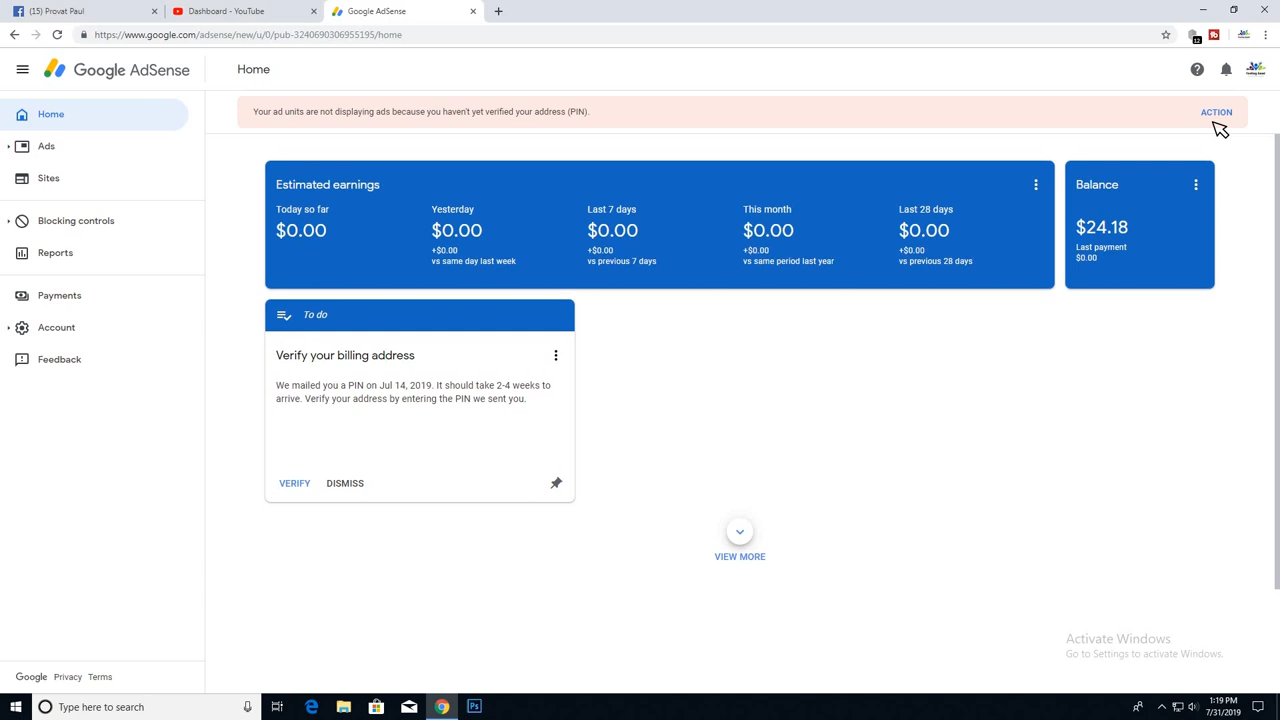 (15) Provat Paul
Dashboard - YouTube
Google AdSense
https://www.google.com/adsense/new/u/0/pub-3240690306955195/home
12
Google AdSense
Home
Home
Ads
Sites
Blocking controls
Reports
Payments
Account
Feedback
Your ad units are not displaying ads because you haven't yet verified your address (PIN).
ACTION
Estimated earnings
Today so far
Yesterday
Last 7 days
This month
Last 28 days
$0.00
$0.00
$0.00
$0.00
$0.00
+$0.00
+$0.00
+$0.00
+$0.00
vs same day last week
vs previous 7 days
vs same period last year
vs previous 28 days
Balance
$24.18
Last payment
$0.00
To do
Verify your billing address
We mailed you a PIN on Jul 14, 2019. It should take 2-4 weeks to
arrive. Verify your address by entering the PIN we sent you.
VERIFY
DISMISS
VIEW MORE
Activate Windows
Go to Settings to activate Windows.
Google Privacy Terms
Type here to search
Ps
1:19 PM
7/31/2019